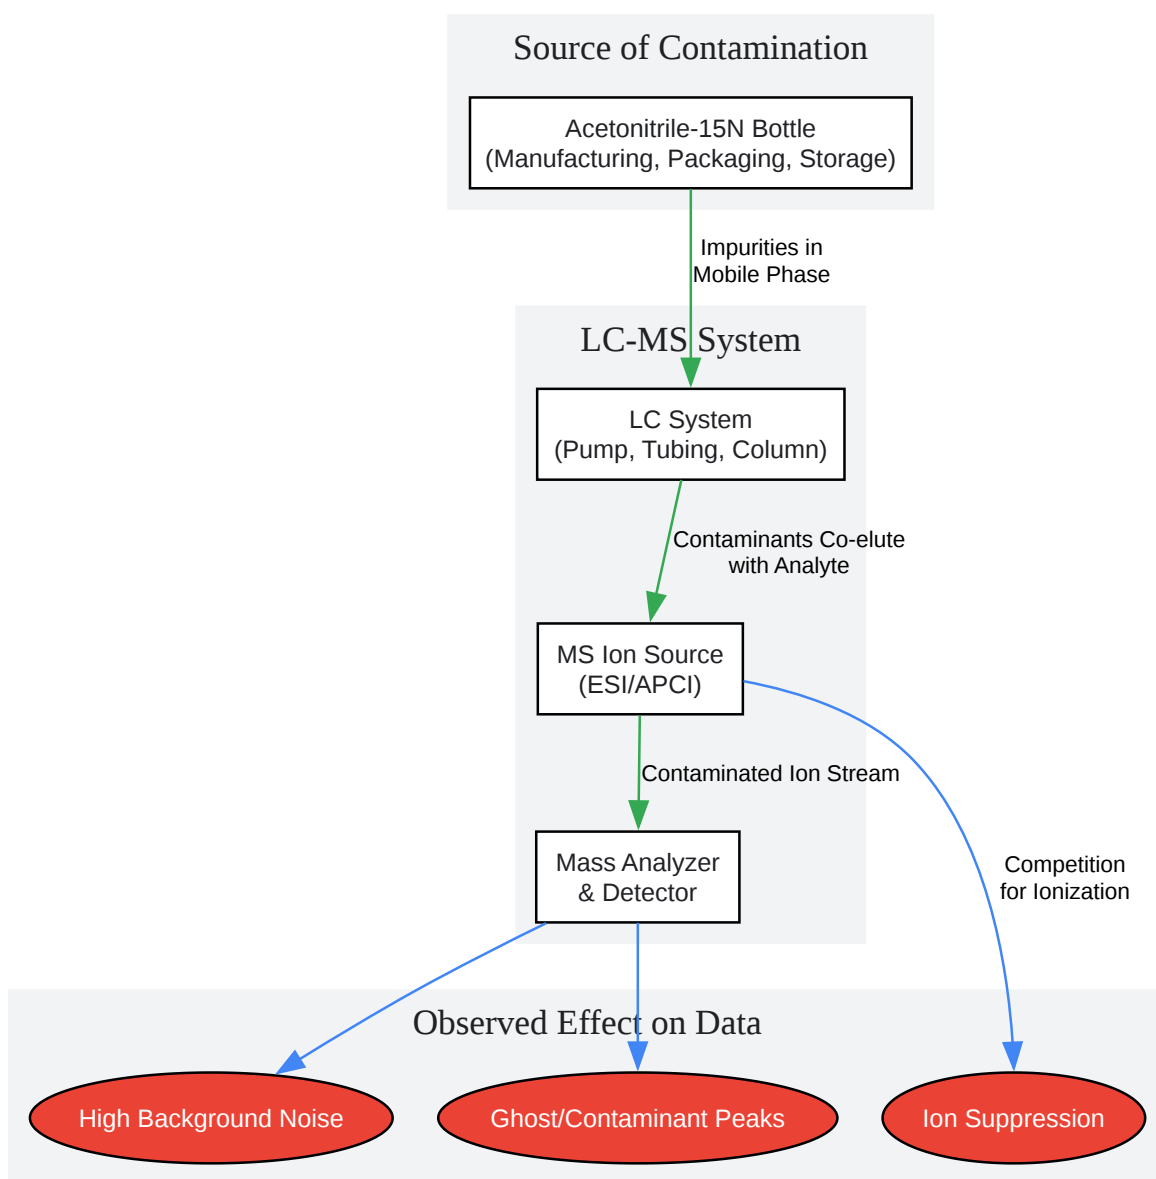 Source of Contamination
Acetonitrile-15N Bottle
(Manufacturing, Packaging, Storage)
Impurities in
Mobile Phase
LC-MS System
LC System
(Pump, Tubing, Column)
Contaminants Co-elute
with Analyte
MS Ion Source
(ESI/APCI)
Contaminated Ion Stream
Mass Analyzer
& Detector
Competition
for Ionization
Observed Effect on Data
High Background Noise
Ghost/Contaminant Peaks
Ion Suppression